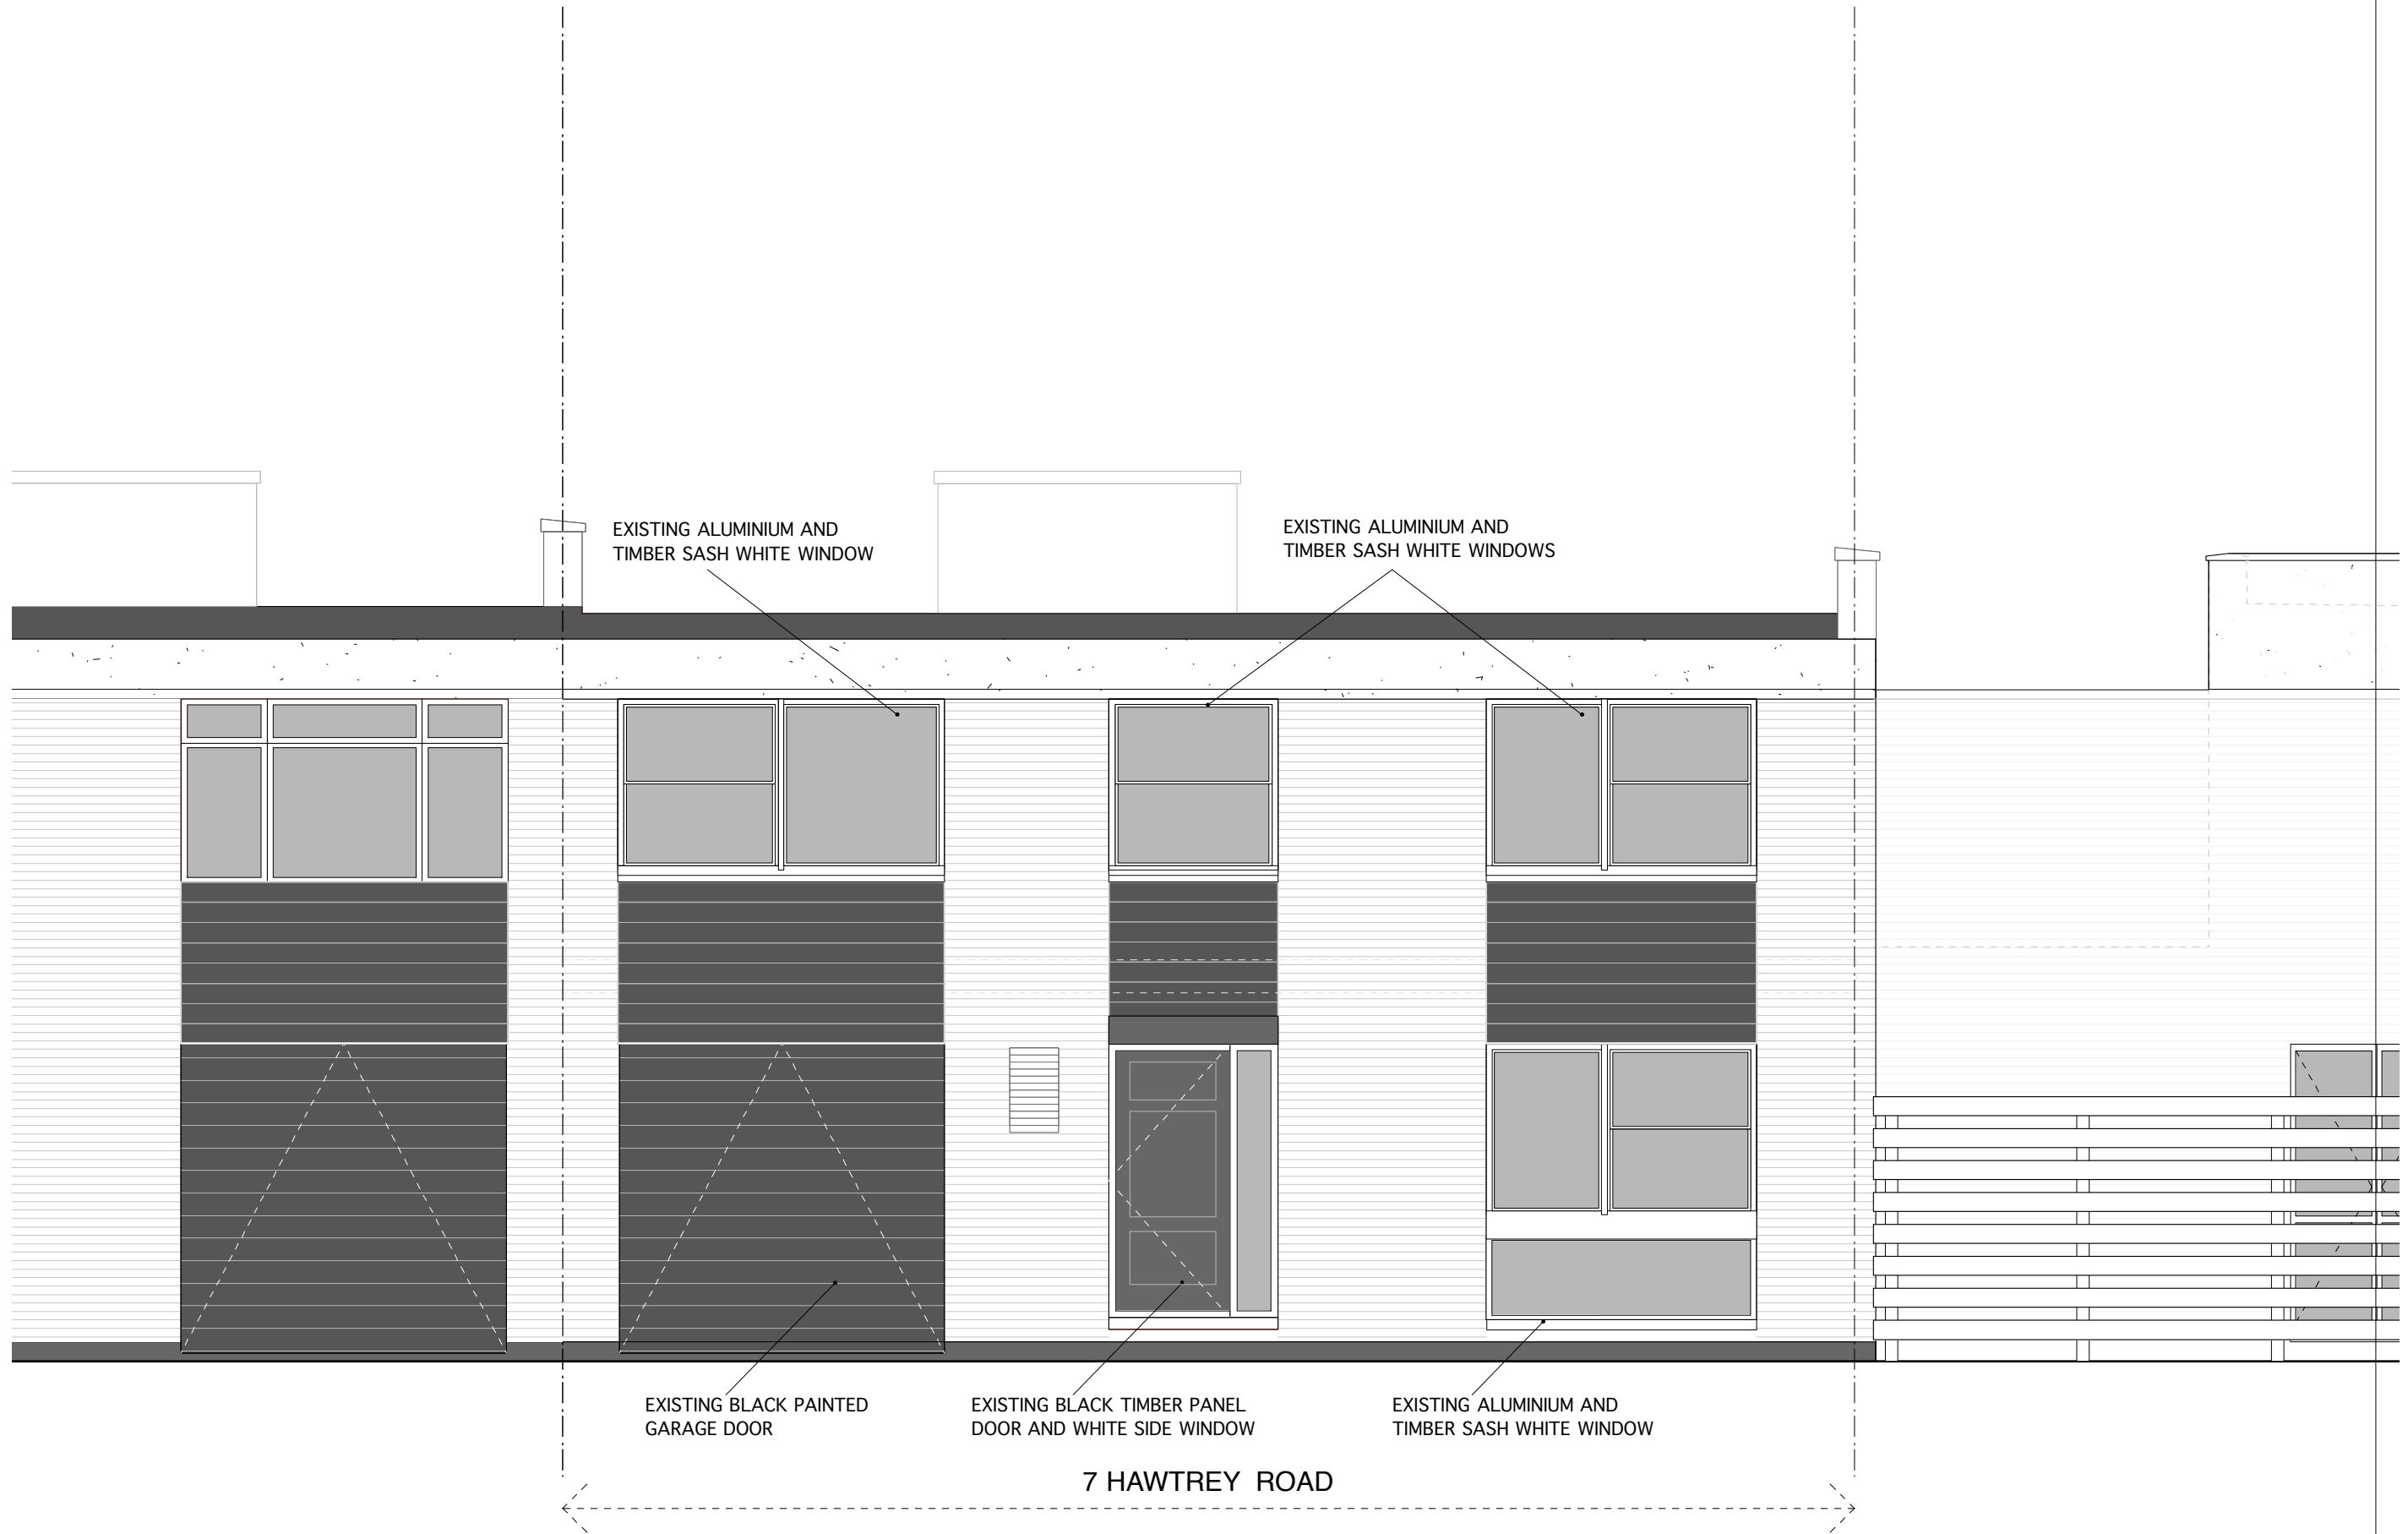 EXISTING ALUMINIUM AND
TIMBER SASH WHITE WINDOW
EXISTING ALUMINIUM AND
TIMBER SASH WHITE WINDOWS
EXISTING BLACK PAINTED
GARAGE DOOR
EXISTING BLACK TIMBER PANEL
DOOR AND WHITE SIDE WINDOW
EXISTING ALUMINIUM AND
TIMBER SASH WHITE WINDOW
7 HAWTREY ROAD